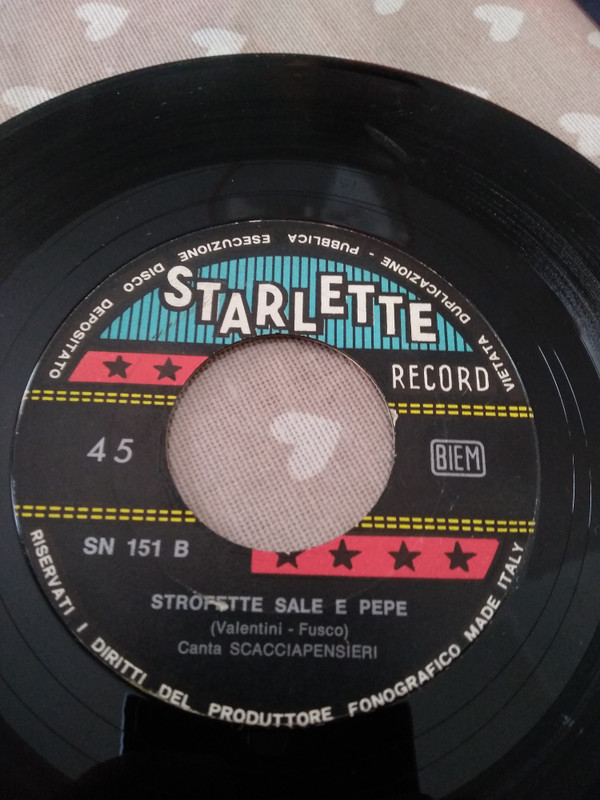 DISCO DEPOSITATO
VIETATA DUPLICAZIONE - PUBBLICA ESECUZIONE
STARLETTE
RECORD
45
BIEM
SN 151 B
STROFETTE SALE E PEPE
(Valentini - Fusco)
Canta SCACCIAPENSIERI
RISERVATI I DIRITTI DEL PRODUTTORE FONOGRAFICO MADE ITALY